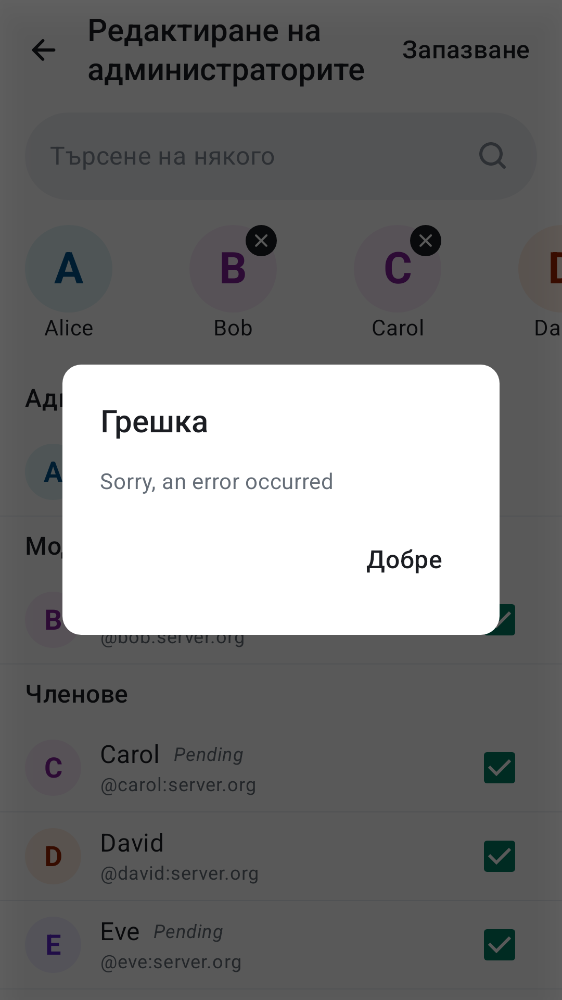 Редактиране на
администраторите
Запазване
Търсене на някого
A
B
C
D
Alice
Bob
Carol
Da
Ад
A
Грешка
Sorry, an error occurred
Добре
Мо
B
@bob:server.org
Членове
C
Carol Pending
@carol:server.org
D
David
@david:server.org
E
Eve Pending
@eve:server.org